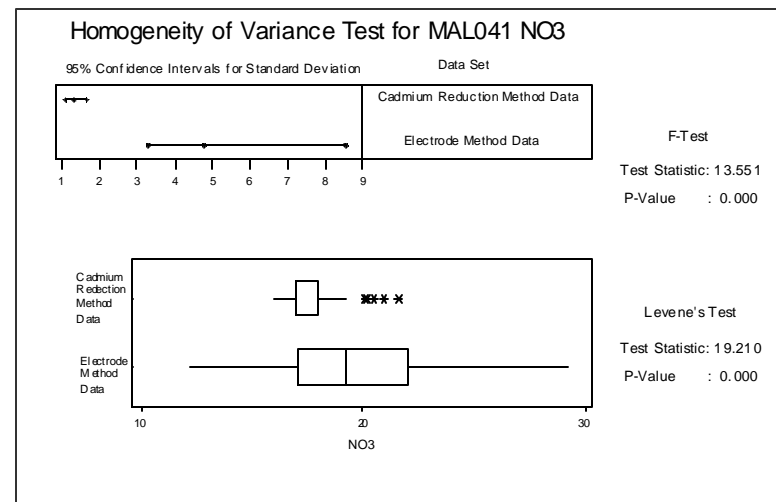 Homogeneity of Variance Test for MAL041 NO3
95% Confidence Intervals for Standard Deviation
Data Set
Cadmium Reduction Method Data
Electrode Method Data
1 2 3 4 5 6 7 8 9
F-Test
Test Statistic: 13.551
P-Value : 0.000
Cadmium
Reduction
Method
Data
Electrode
Method
Data
10 20 30
NO3
Levene's Test
Test Statistic: 19.210
P-Value : 0.000